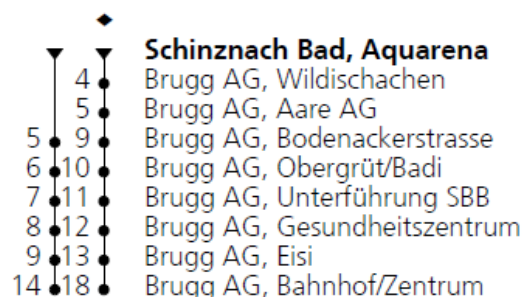 Schinznach Bad, Aquarena
4 Brugg AG, Wildischachen
5 Brugg AG, Aare AG
5 9 Brugg AG, Bodenackerstrasse
6 10 Brugg AG, Obergrüt/Badi
7 11 Brugg AG, Unterführung SBB
8 12 Brugg AG, Gesundheitszentrum
9 13 Brugg AG, Eisi
14 18 Brugg AG, Bahnhof/Zentrum